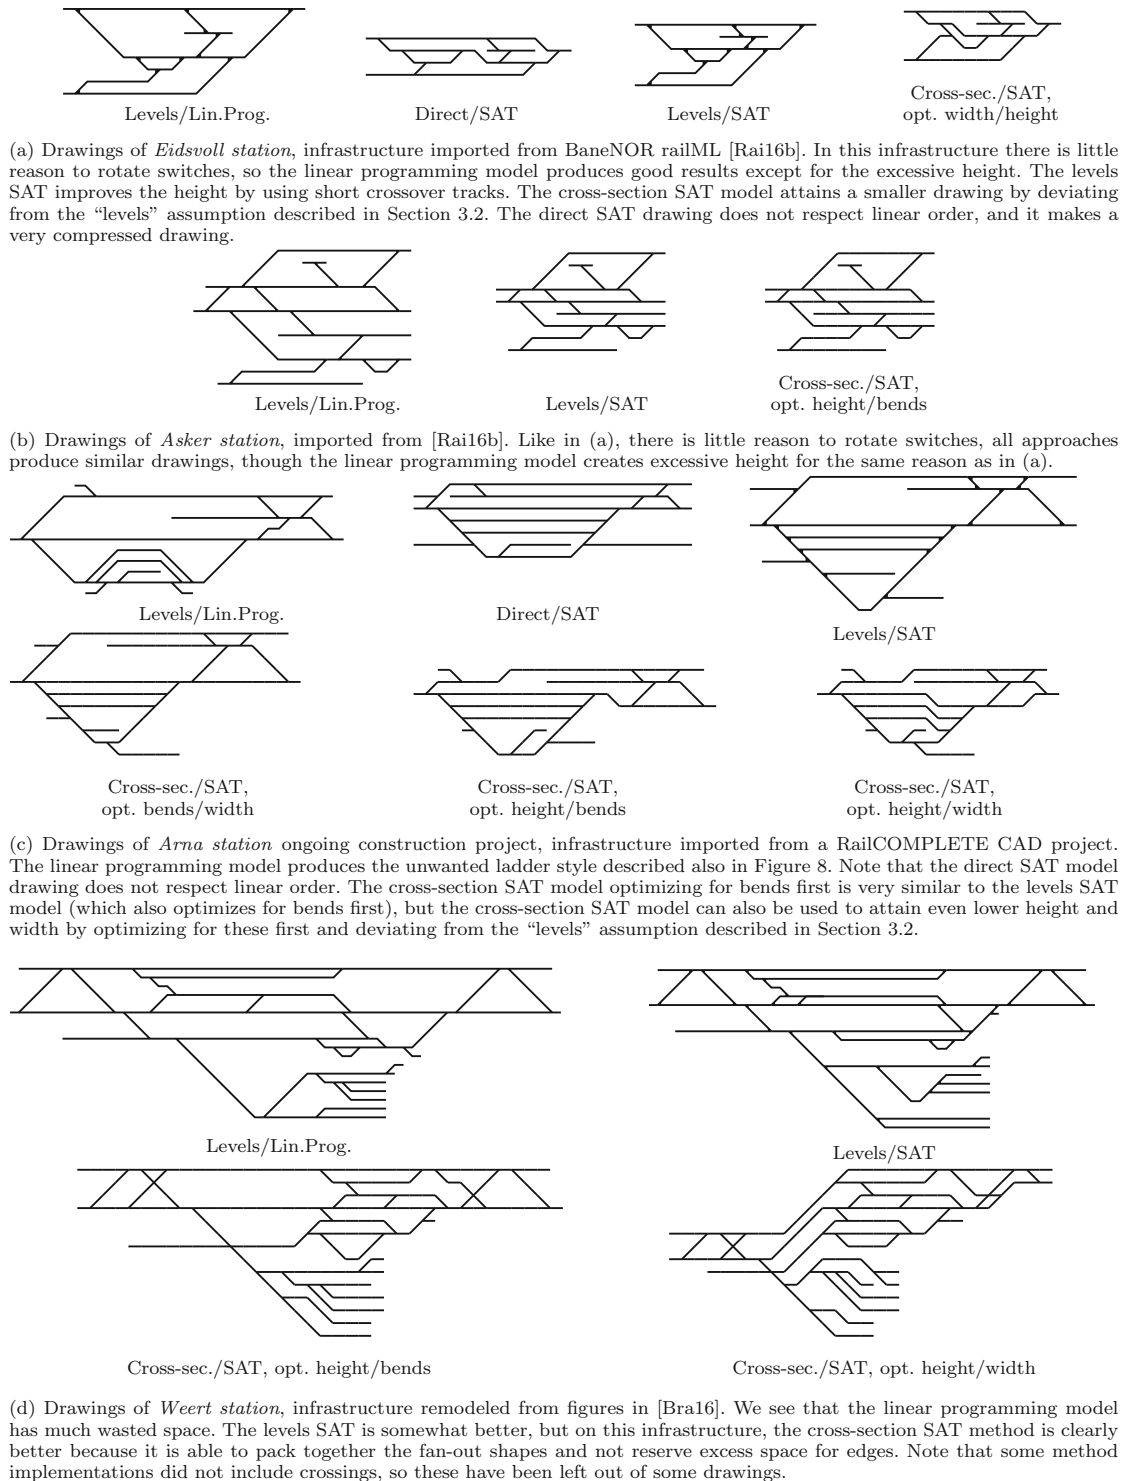 Levels/Lin.Prog.
Direct/SAT
Levels/SAT
Cross-sec./SAT,
opt. width/height
(a) Drawings of Eidsvoll station, infrastructure imported from BaneNOR railML [Rai16b]. In this infrastructure there is little
reason to rotate switches, so the linear programming model produces good results except for the excessive height. The levels
SAT improves the height by using short crossover tracks. The cross-section SAT model attains a smaller drawing by deviating
from the “levels” assumption described in Section 3.2. The direct SAT drawing does not respect linear order, and it makes a
very compressed drawing.
Levels/Lin.Prog.
Levels/SAT
Cross-sec./SAT,
opt. height/bends
(b) Drawings of Asker station, imported from [Rai16b]. Like in (a), there is little reason to rotate switches, all approaches
produce similar drawings, though the linear programming model creates excessive height for the same reason as in (a).
Levels/Lin.Prog.
Direct/SAT
Levels/SAT
Cross-sec./SAT,
opt. bends/width
Cross-sec./SAT,
opt. height/bends
Cross-sec./SAT,
opt. height/width
(c) Drawings of Arna station ongoing construction project, infrastructure imported from a RailCOMPLETE CAD project.
The linear programming model produces the unwanted ladder style described also in Figure 8. Note that the direct SAT model
drawing does not respect linear order. The cross-section SAT model optimizing for bends first is very similar to the levels SAT
model (which also optimizes for bends first), but the cross-section SAT model can also be used to attain even lower height and
width by optimizing for these first and deviating from the “levels” assumption described in Section 3.2.
Levels/Lin.Prog.
Levels/SAT
Cross-sec./SAT, opt. height/bends
Cross-sec./SAT, opt. height/width
(d) Drawings of Weert station, infrastructure remodeled from figures in [Bra16]. We see that the linear programming model
has much wasted space. The levels SAT is somewhat better, but on this infrastructure, the cross-section SAT method is clearly
better because it is able to pack together the fan-out shapes and not reserve excess space for edges. Note that some method
implementations did not include crossings, so these have been left out of some drawings.